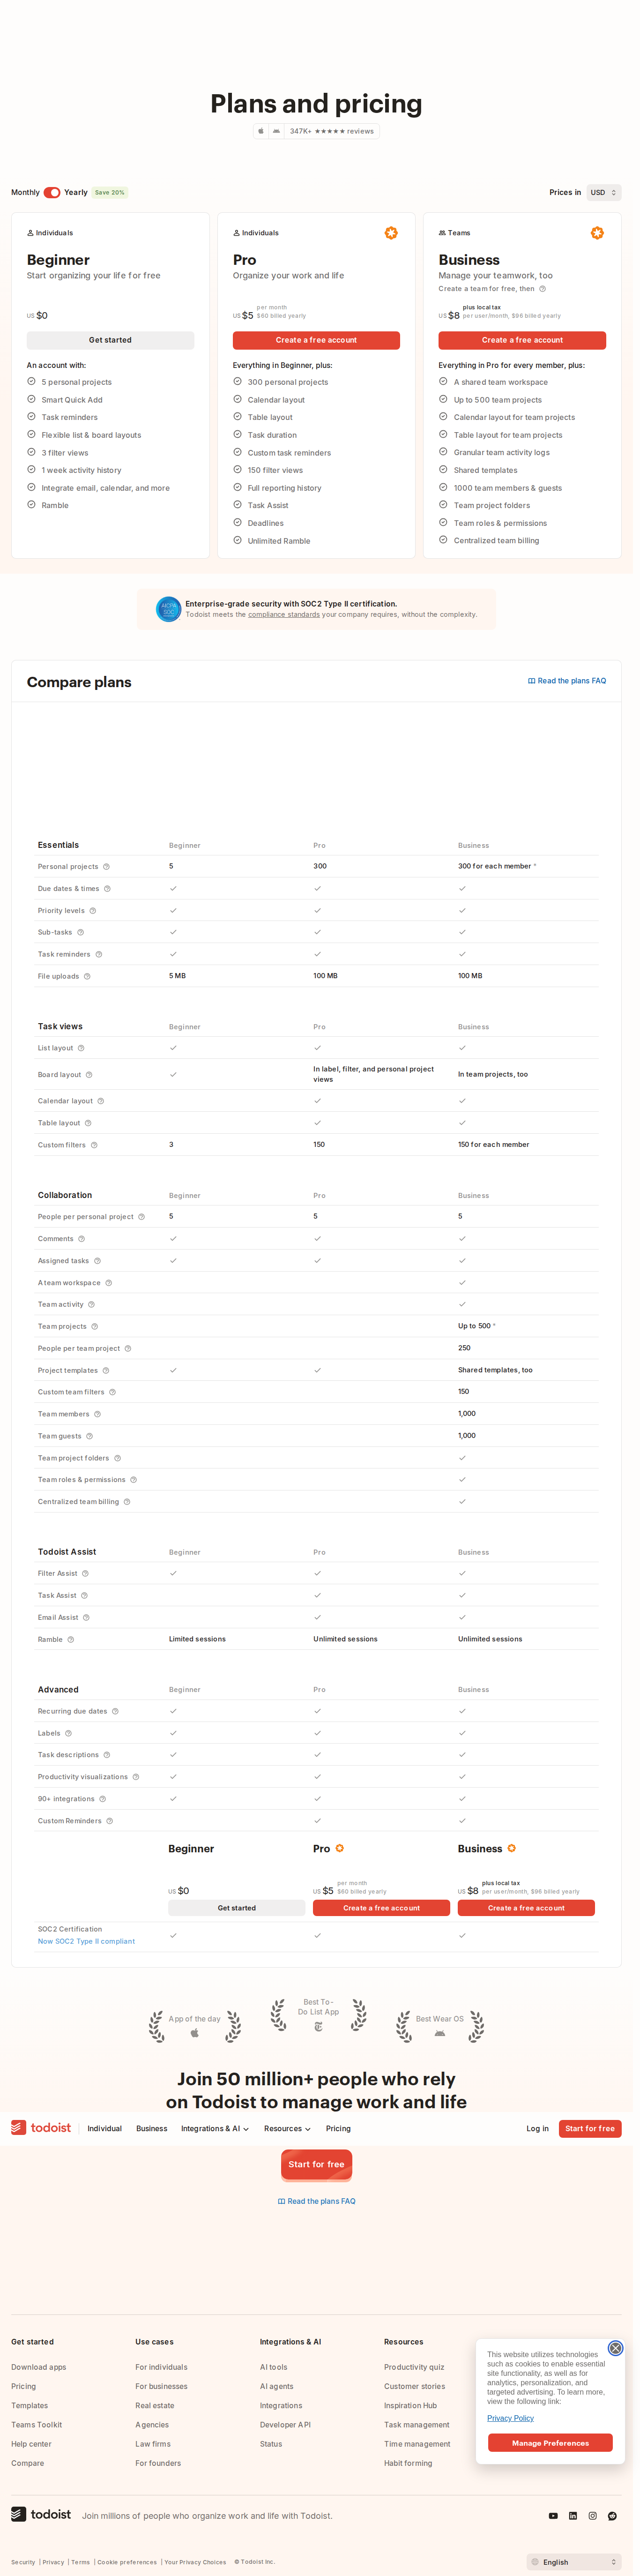 Plans and pricing
347K+ ★★★★★ reviews
Monthly Yearly Save 20%
Prices in USD
Individuals
Beginner
Start organizing your life for free
US $0
Get started
An account with:
5 personal projects
Smart Quick Add
Task reminders
Flexible list & board layouts
3 filter views
1 week activity history
Integrate email, calendar, and more
Ramble
Individuals
Pro
Organize your work and life
US $5 per month
$60 billed yearly
Create a free account
Everything in Beginner, plus:
300 personal projects
Calendar layout
Table layout
Task duration
Custom task reminders
150 filter views
Full reporting history
Task Assist
Deadlines
Unlimited Ramble
Teams
Business
Manage your teamwork, too
Create a team for free, then
US $8 plus local tax
per user/month, $96 billed yearly
Create a free account
Everything in Pro for every member, plus:
A shared team workspace
Up to 500 team projects
Calendar layout for team projects
Table layout for team projects
Granular team activity logs
Shared templates
1000 team members & guests
Team project folders
Team roles & permissions
Centralized team billing
AICPA
SOC
Enterprise-grade security with SOC2 Type II certification.
Todoist meets the compliance standards your company requires, without the complexity.
Compare plans
Read the plans FAQ
Essentials Beginner Pro Business
Personal projects 5 300 300 for each member *
Due dates & times
Priority levels
Sub-tasks
Task reminders
File uploads 5 MB 100 MB 100 MB
Task views Beginner Pro Business
List layout
Board layout In label, filter, and personal project In team projects, too
views
Calendar layout
Table layout
Custom filters 3 150 150 for each member
Collaboration Beginner Pro Business
People per personal project 5 5 5
Comments
Assigned tasks
A team workspace
Team activity
Team projects Up to 500 *
People per team project 250
Project templates Shared templates, too
Custom team filters 150
Team members 1,000
Team guests 1,000
Team project folders
Team roles & permissions
Centralized team billing
Todoist Assist Beginner Pro Business
Filter Assist
Task Assist
Email Assist
Ramble Limited sessions Unlimited sessions Unlimited sessions
Advanced Beginner Pro Business
Recurring due dates
Labels
Task descriptions
Productivity visualizations
90+ integrations
Custom Reminders
Beginner Pro Business
US $0
US $5 per month
$60 billed yearly
US $8 plus local tax
per user/month, $96 billed yearly
Get started Create a free account Create a free account
SOC2 Certification
Now SOC2 Type II compliant
App of the day
Best To-
Do List App
Best Wear OS
Join 50 million+ people who rely
on Todoist to manage work and life
todoist Individual Business Integrations & AI Resources Pricing Log in Start for free
Start for free
Read the plans FAQ
Get started
Download apps
Pricing
Templates
Teams Toolkit
Help center
Compare
Use cases
For individuals
For businesses
Real estate
Agencies
Law firms
For founders
Integrations & AI
AI tools
AI agents
Integrations
Developer API
Status
Resources
Productivity quiz
Customer stories
Inspiration Hub
Task management
Time management
Habit forming
This website utilizes technologies
such as cookies to enable essential
site functionality, as well as for
analytics, personalization, and
targeted advertising. To learn more,
view the following link:
Privacy Policy
Manage Preferences
todoist Join millions of people who organize work and life with Todoist.
Security | Privacy | Terms | Cookie preferences | Your Privacy Choices © Todoist Inc.
English